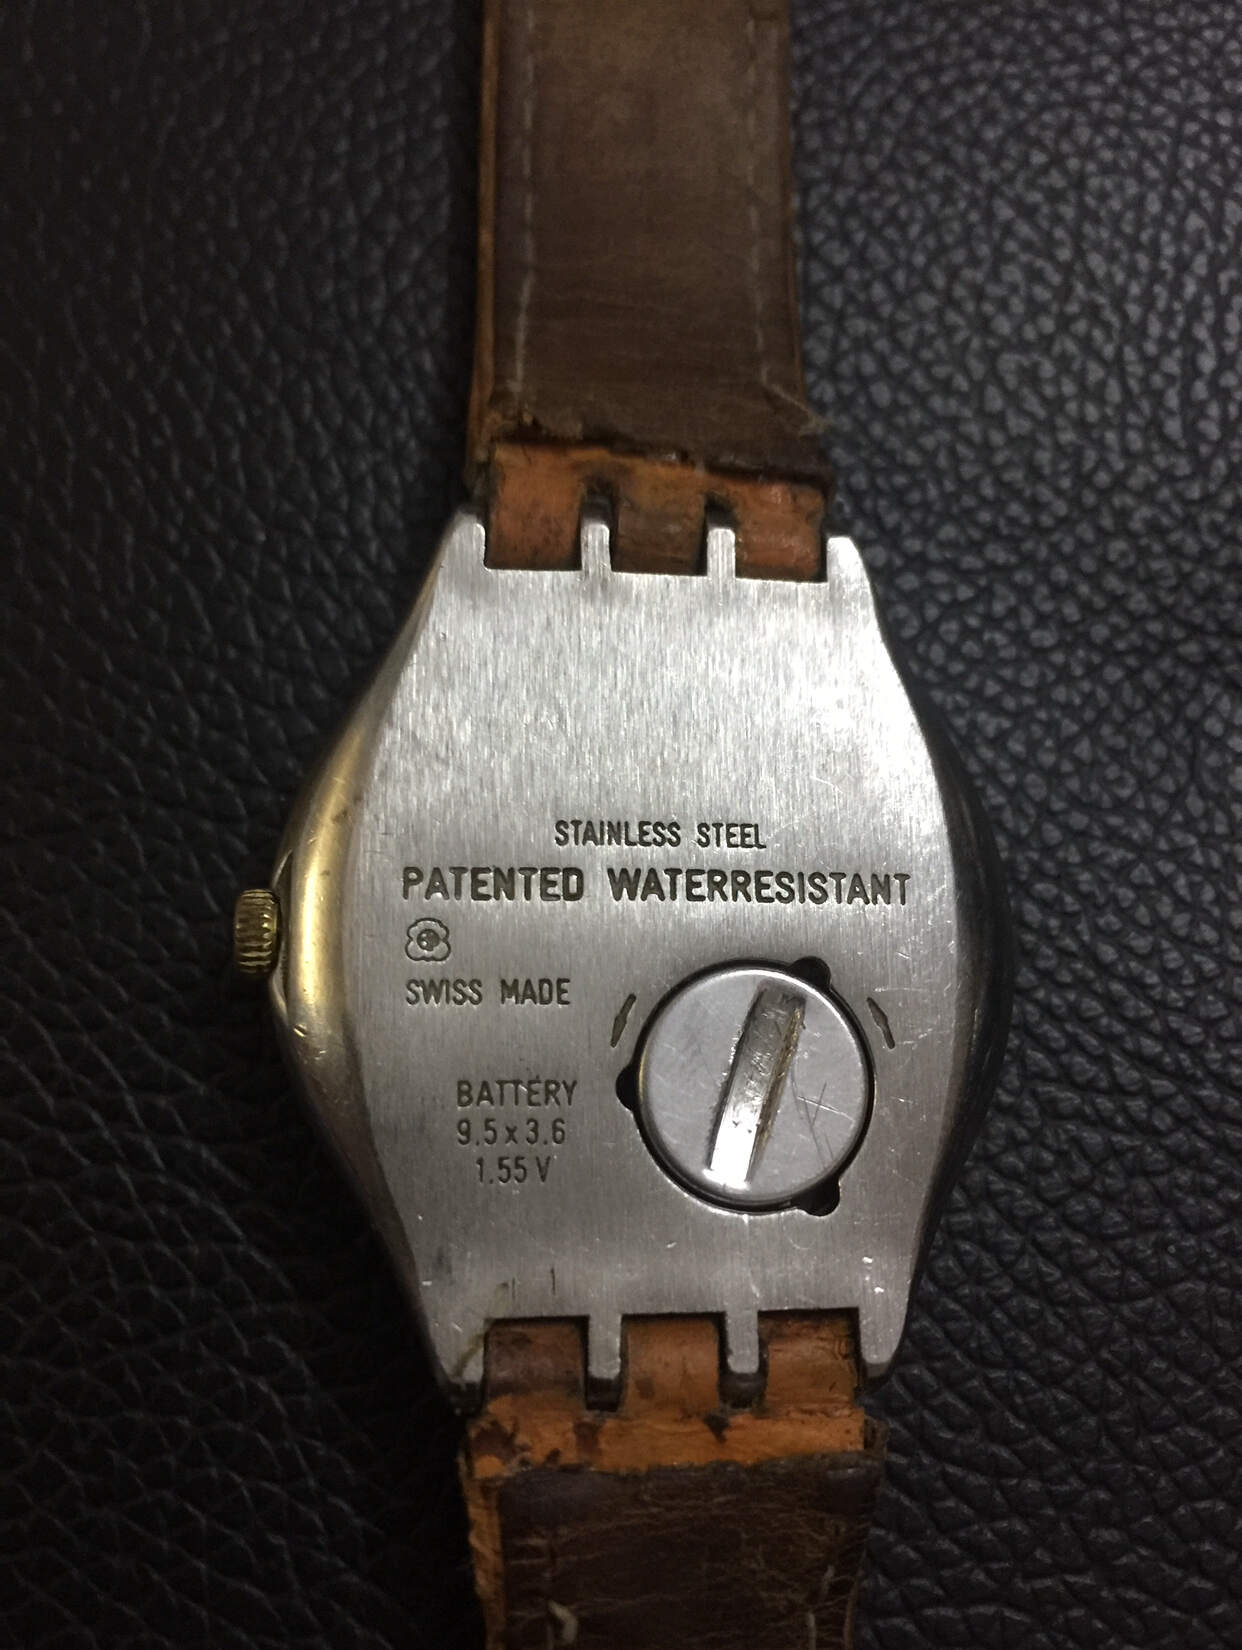 STAINLESS STEEL
PATENTED WATERRESISTANT
SWISS MADE
BATTERY
9.5x3.6
1.55V